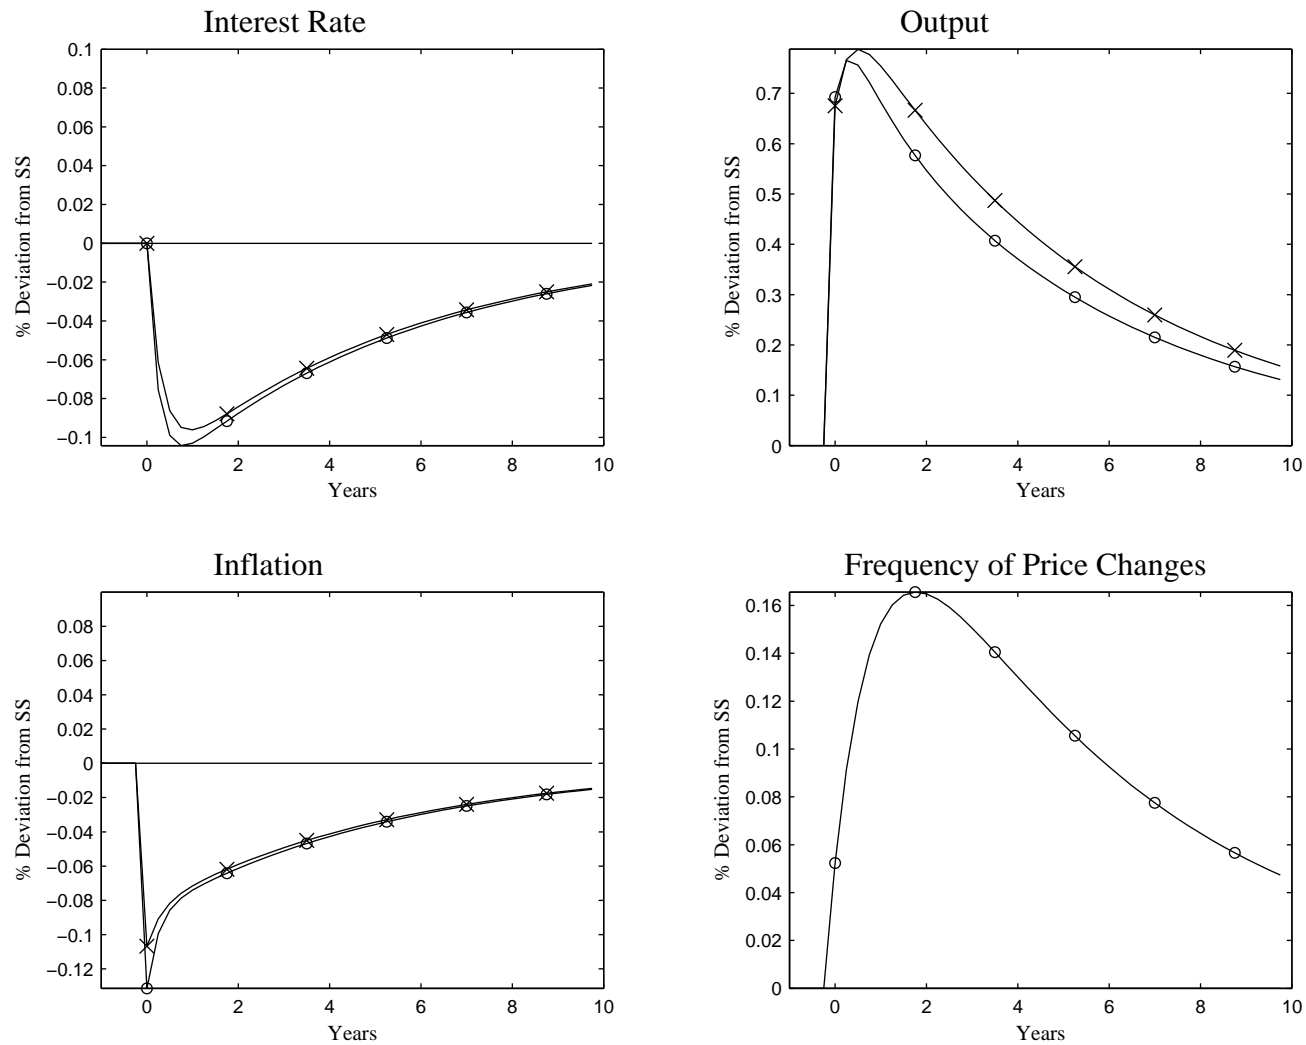 Interest Rate
0.1
0.08
0.06
0.04
0.02
0
−0.02
−0.04
−0.06
−0.08
−0.1
% Deviation from SS
0 2 4 6 8 10
Years
Output
0.7
0.6
0.5
0.4
0.3
0.2
0.1
0
% Deviation from SS
0 2 4 6 8 10
Years
Inflation
0.08
0.06
0.04
0.02
0
−0.02
−0.04
−0.06
−0.08
−0.1
−0.12
% Deviation from SS
0 2 4 6 8 10
Years
Frequency of Price Changes
0.16
0.14
0.12
0.1
0.08
0.06
0.04
0.02
0
% Deviation from SS
0 2 4 6 8 10
Years